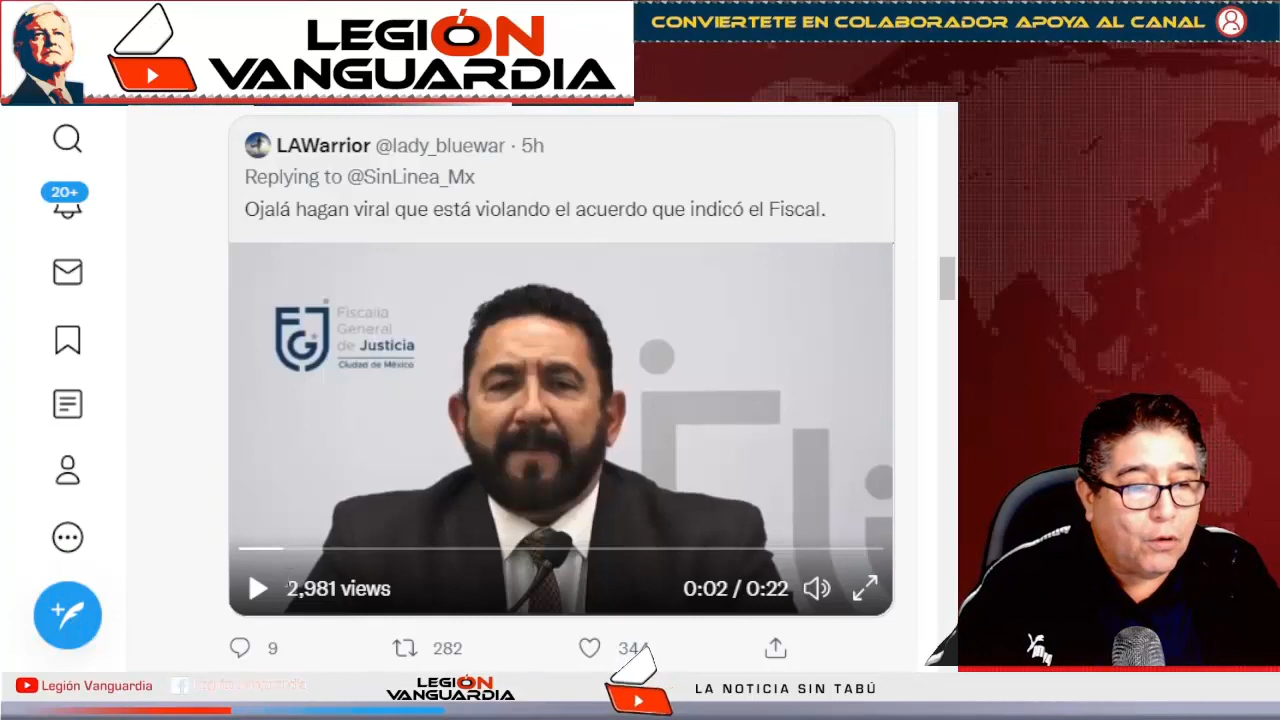 LEGIÓN
VANGUARDIA
CONVIERTETE EN COLABORADOR APOYA AL CANAL
20+
LAWarrior @lady_bluewar · 5h
Replying to @SinLinea_Mx
Ojalá hagan viral que está violando el acuerdo que indicó el Fiscal.
FGJ
Fiscalía
General
de Justicia
Ciudad de México
2,981 views
0:02 / 0:22
9
282
344
Legión Vanguardia
LEGIÓN
VANGUARDIA
LA NOTICIA SIN TABÚ